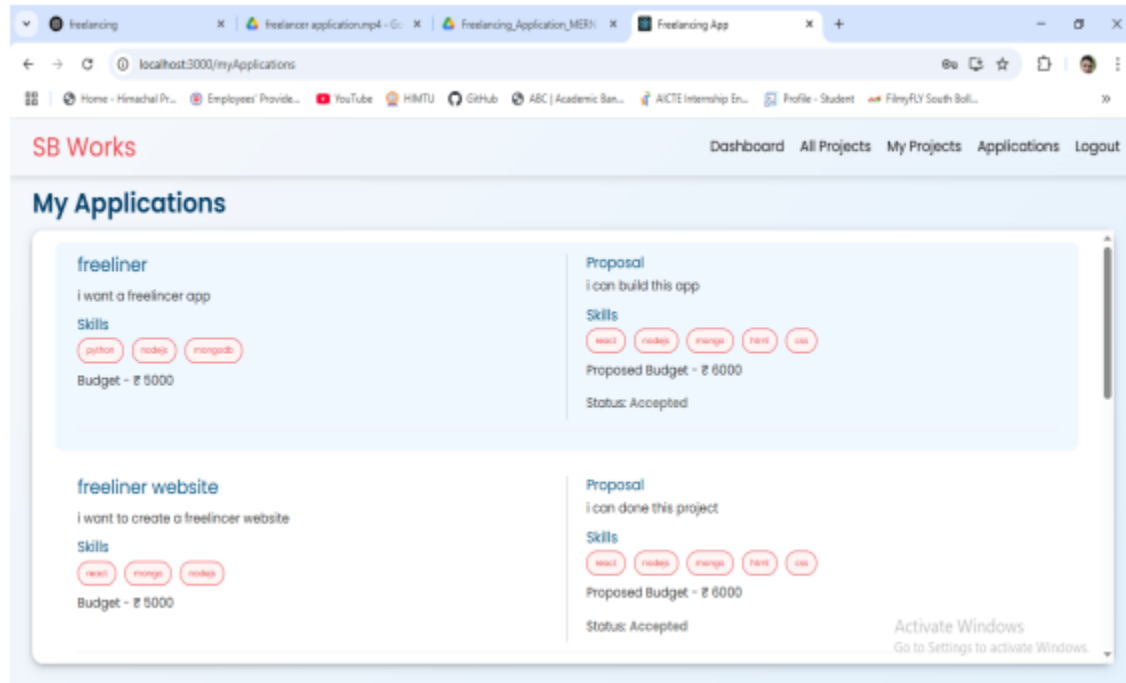 freelancing
freelancer application.mp4 - Go
Freelancing_Application_MERN
Freelancing App
localhost:3000/myApplications
Home - Himachal Pr...
Employees' Provide...
YouTube
HIMTU
GitHub
ABC | Academic Ban...
AICTE Internship En...
Profile - Student
FilmyFLY South Boll...
SB Works
Dashboard
All Projects
My Projects
Applications
Logout
My Applications
freeliner
i want a freelincer app
Skills
python nodejs mongodb
Budget - ₹ 5000
Proposal
i can build this app
Skills
react nodejs mongo html css
Proposed Budget - ₹ 6000
Status: Accepted
freeliner website
i want to create a freelincer website
Skills
react mongo nodejs
Budget - ₹ 5000
Proposal
i can done this project
Skills
react nodejs mongo html css
Proposed Budget - ₹ 6000
Status: Accepted
Activate Windows
Go to Settings to activate Windows.